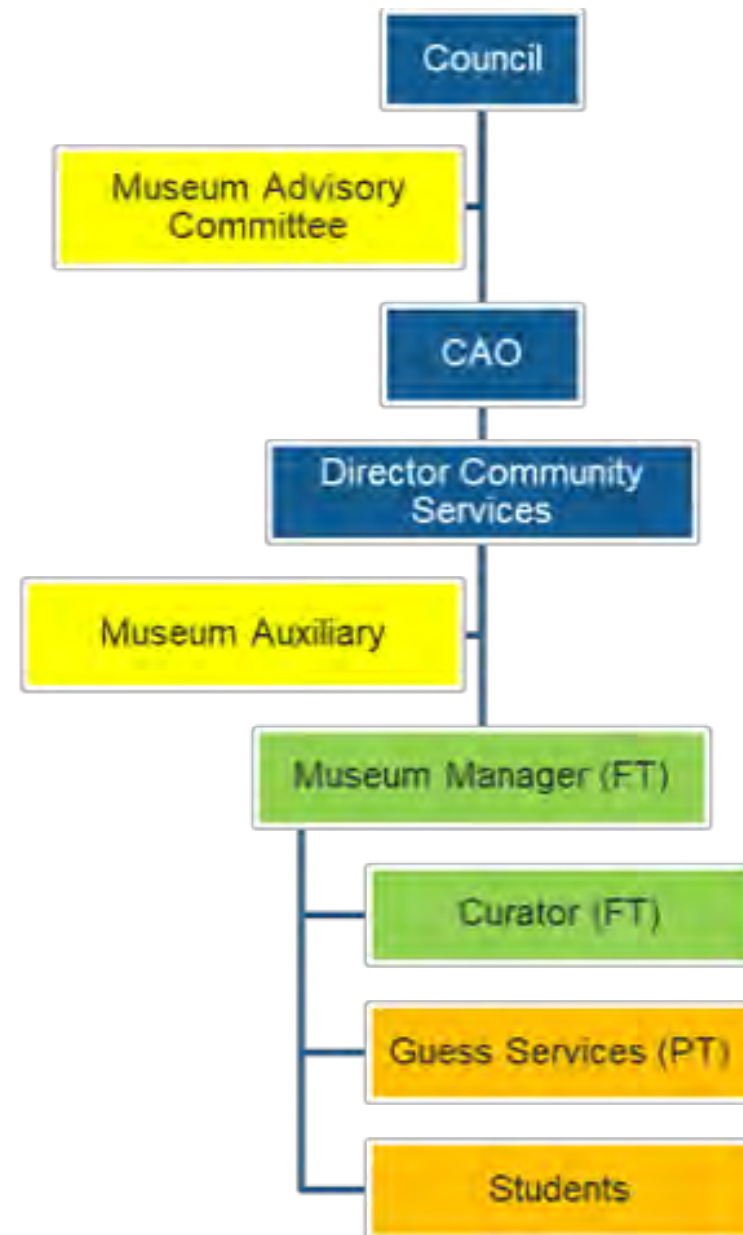 Council
Museum Advisory
Committee
CAO
Director Community
Services
Museum Auxiliary
Museum Manager (FT)
Curator (FT)
Guess Services (PT)
Students